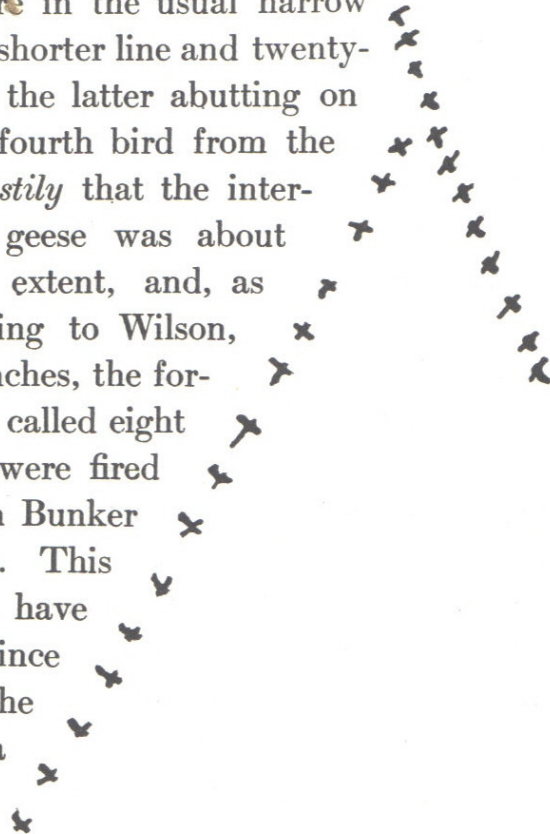 in the usual narrow
shorter line and twenty-
the latter abutting on
fourth bird from the
stily that the inter-
geese was about
extent, and, as
ing to Wilson,
ches, the for-
called eight
were fired
Bunker
. This
have
ince
he